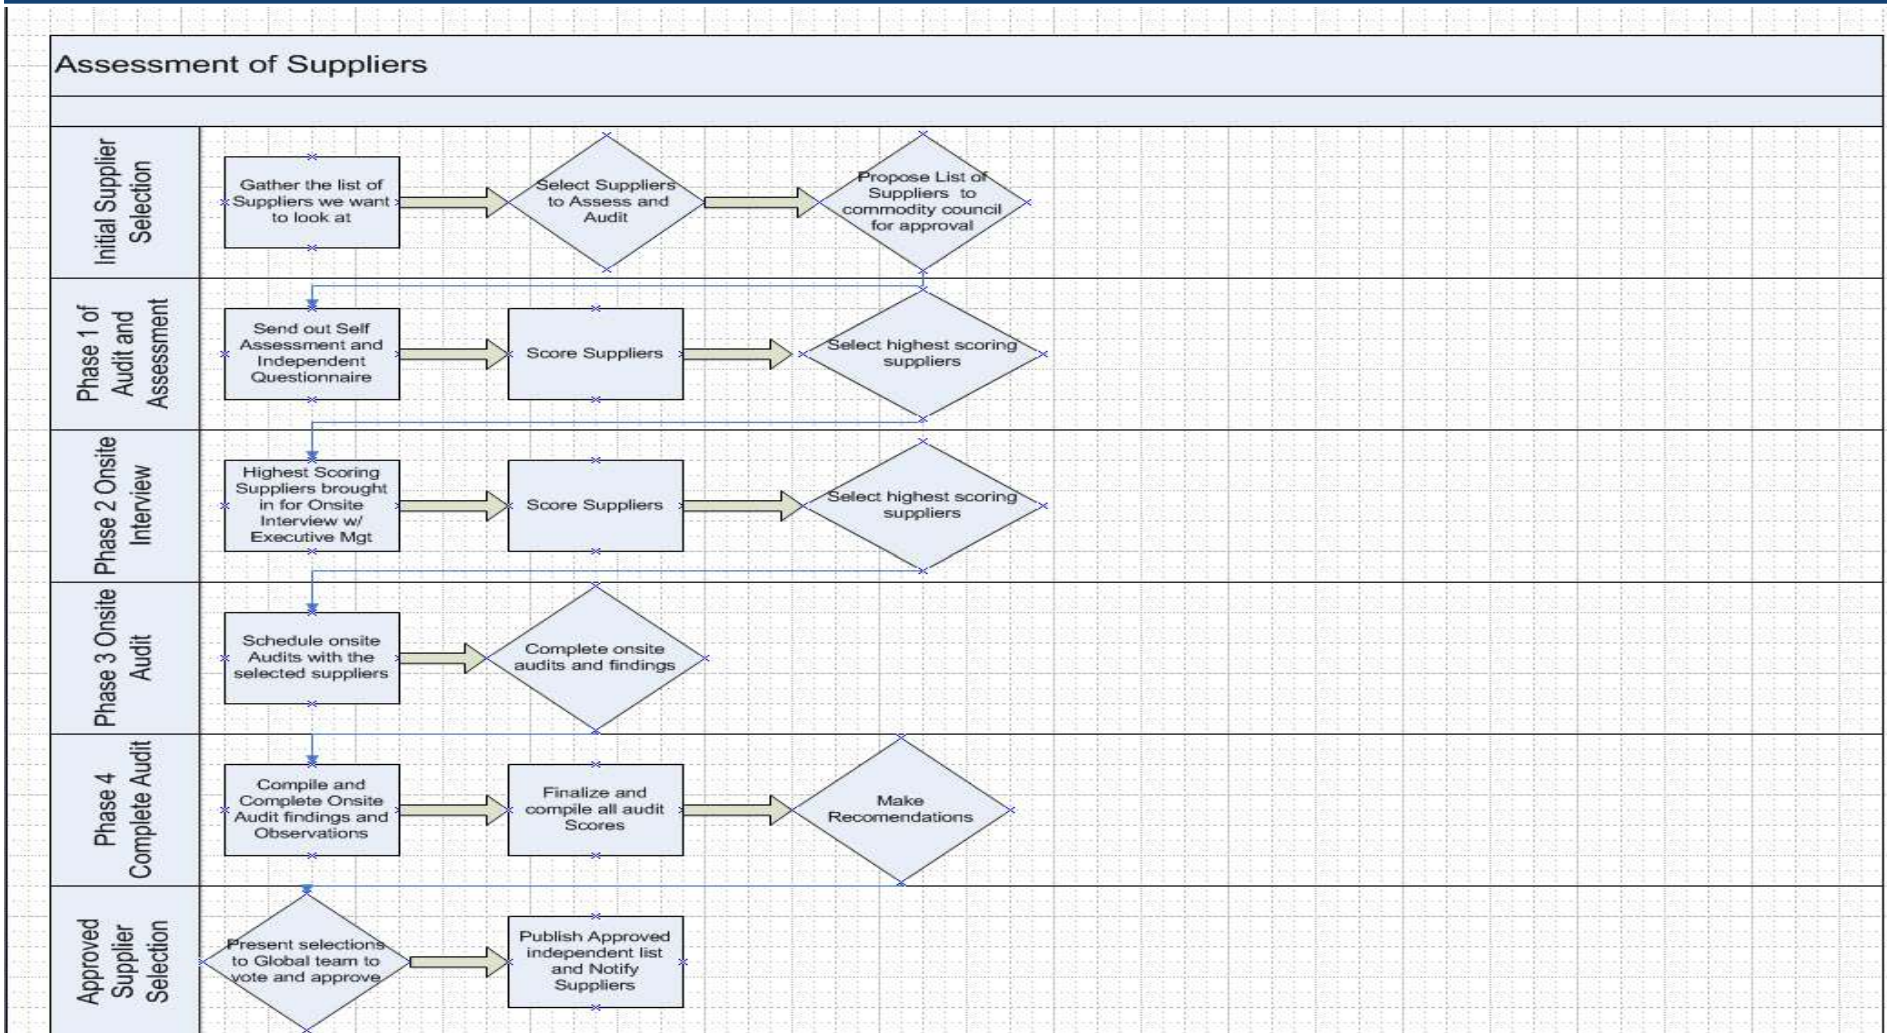 Assessment of Suppliers
Initial Supplier
Selection
Gather the list of
Suppliers we want
to look at
Select Suppliers
to Assess and
Audit
Propose List of
Suppliers to
commodity council
for approval
Phase 1 of
Audit and
Assessment
Send out Self
Assessment and
Independent
Questionnaire
Score Suppliers
Select highest scoring
suppliers
Phase 2 Onsite
Interview
Highest Scoring
Suppliers brought
in for Onsite
Interview w/
Executive Mgt
Score Suppliers
Select highest scoring
suppliers
Phase 3 Onsite
Audit
Schedule onsite
Audits with the
selected suppliers
Complete onsite
audits and findings
Phase 4
Complete Audit
Compile and
Complete Onsite
Audit findings and
Observations
Finalize and
compile all audit
Scores
Make
Recomendations
Approved
Supplier
Selection
Present selections
to Global team to
vote and approve
Publish Approved
independent list
and Notify
Suppliers